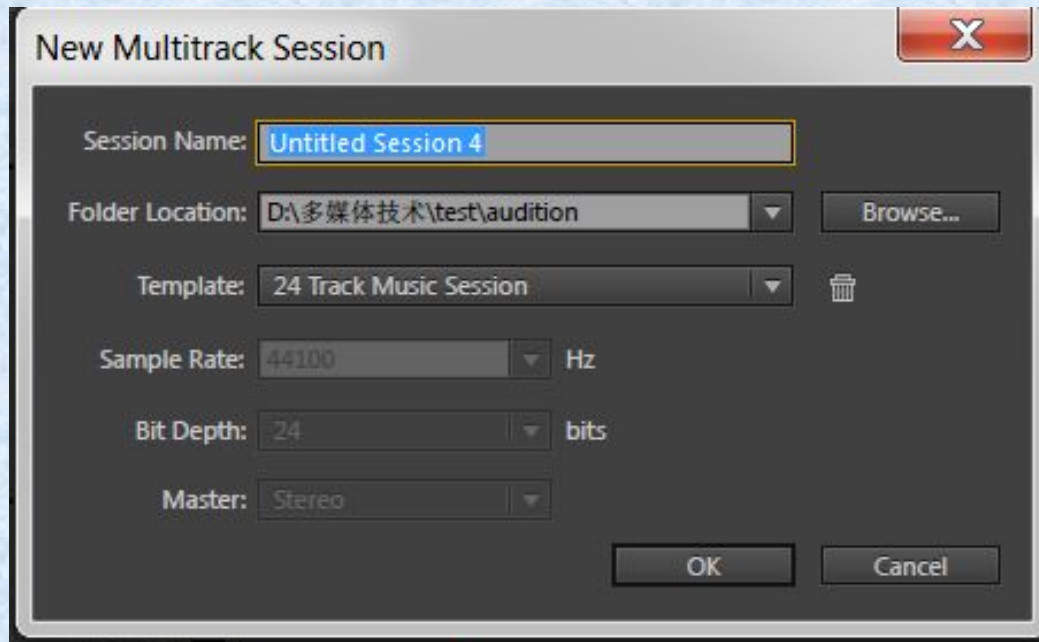 New Multitrack Session
Session Name: Untitled Session 4
Folder Location: D:\多媒体技术\test\audition Browse...
Template: 24 Track Music Session
Sample Rate: 44100 Hz
Bit Depth: 24 bits
Master: Stereo
OK Cancel